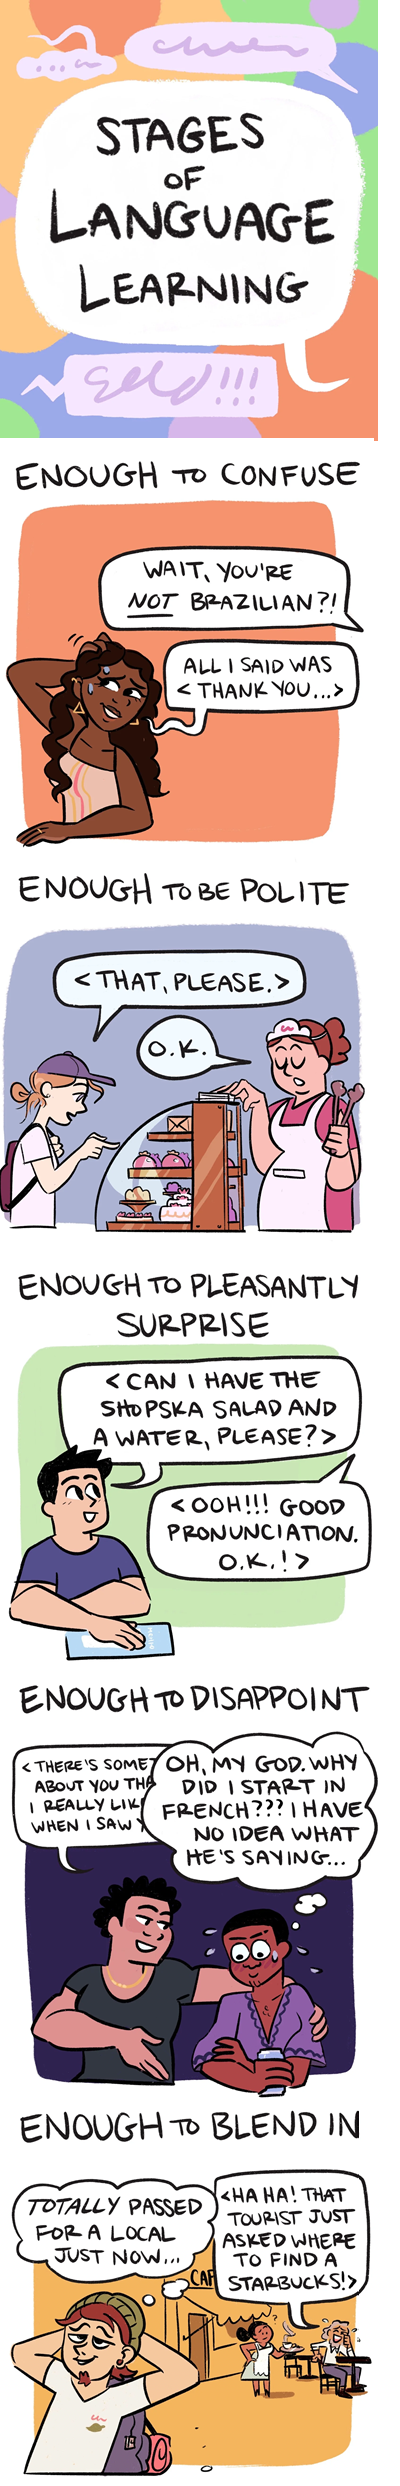 STAGES
OF
LANGUAGE
LEARNING
ENOUGH TO CONFUSE
WAIT, YOU'RE
NOT BRAZILIAN?!
ALL I SAID WAS
<THANK YOU...>
ENOUGH TO BE POLITE
<THAT, PLEASE.>
O.K.
ENOUGH TO PLEASANTLY
SURPRISE
<CAN I HAVE THE
SHOPSKA SALAD AND
A WATER, PLEASE?>
<OOH!!! GOOD
PRONUNCIATION.
O.K.!>
ENOUGH TO DISAPPOINT
<THERE'S SOME
ABOUT YOU
I REALLY
WHEN I SAW
OH, MY GOD. WHY
DID I START IN
FRENCH??? I HAVE
NO IDEA WHAT
HE'S SAYING...
ENOUGH TO BLEND IN
TOTALLY PASSED
FOR A LOCAL
JUST NOW...
<HA HA! THAT
TOURIST JUST
ASKED WHERE
TO FIND A
STARBUCKS!>
CAF